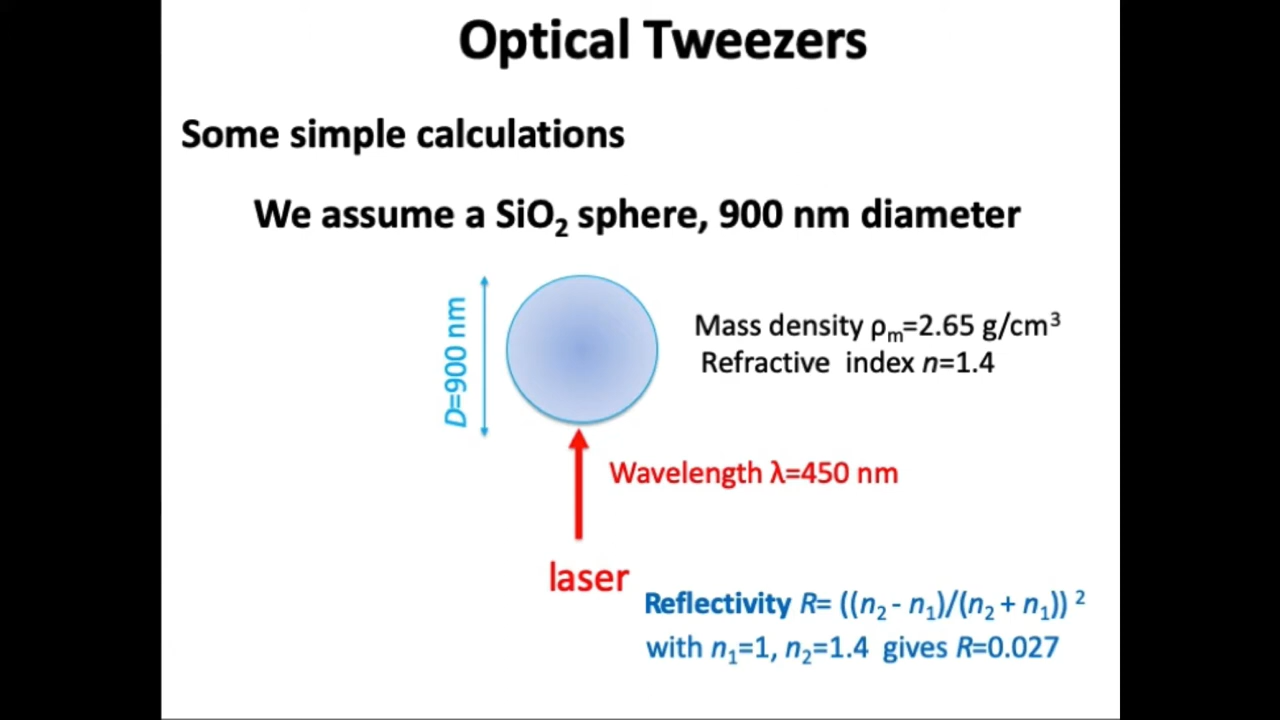 Optical Tweezers
Some simple calculations
We assume a SiO₂ sphere, 900 nm diameter
D=900 nm
Mass density ρₘ=2.65 g/cm³
Refractive index n=1.4
Wavelength λ=450 nm
laser
Reflectivity R= ((n₂ - n₁)/(n₂ + n₁)) ²
with n₁=1, n₂=1.4 gives R=0.027